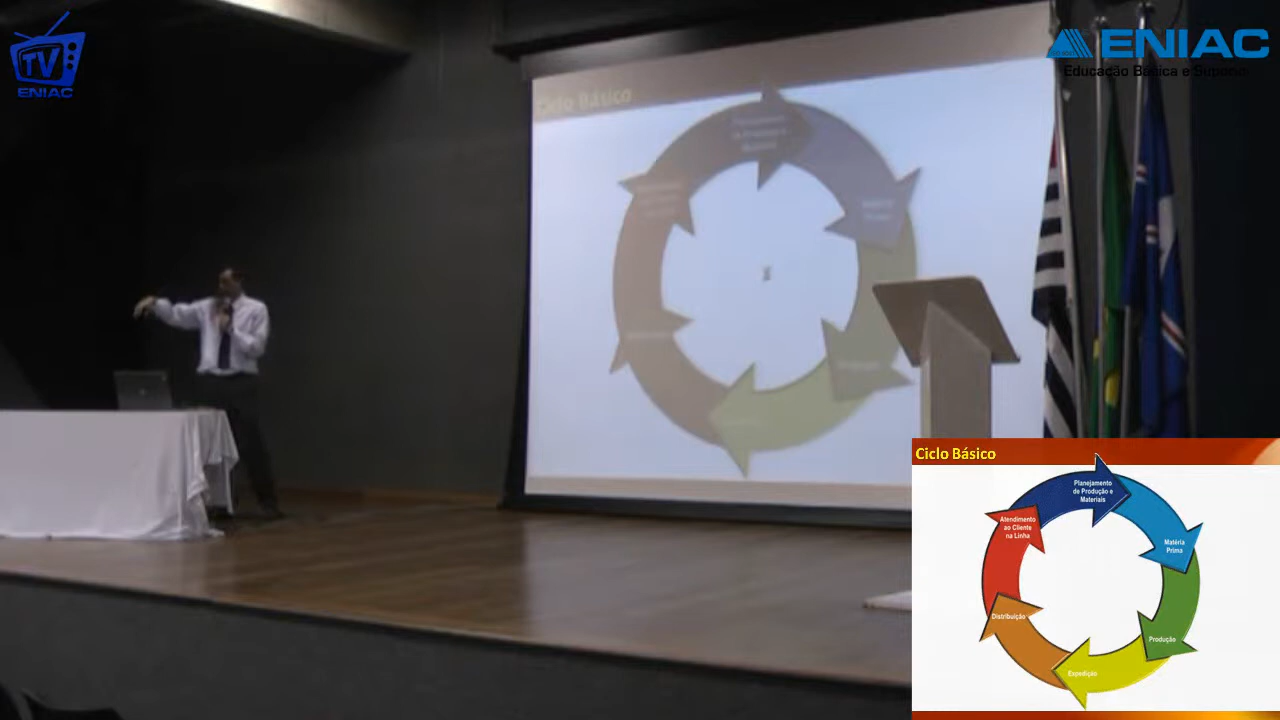 TV
ENIAC
ENIAC
Educação Básica e Superior
Ciclo Básico
Ciclo Básico
Planejamento
de Produção e
Materiais
Matéria
Prima
Produção
Expedição
Distribuição
Atendimento
ao Cliente
na Linha